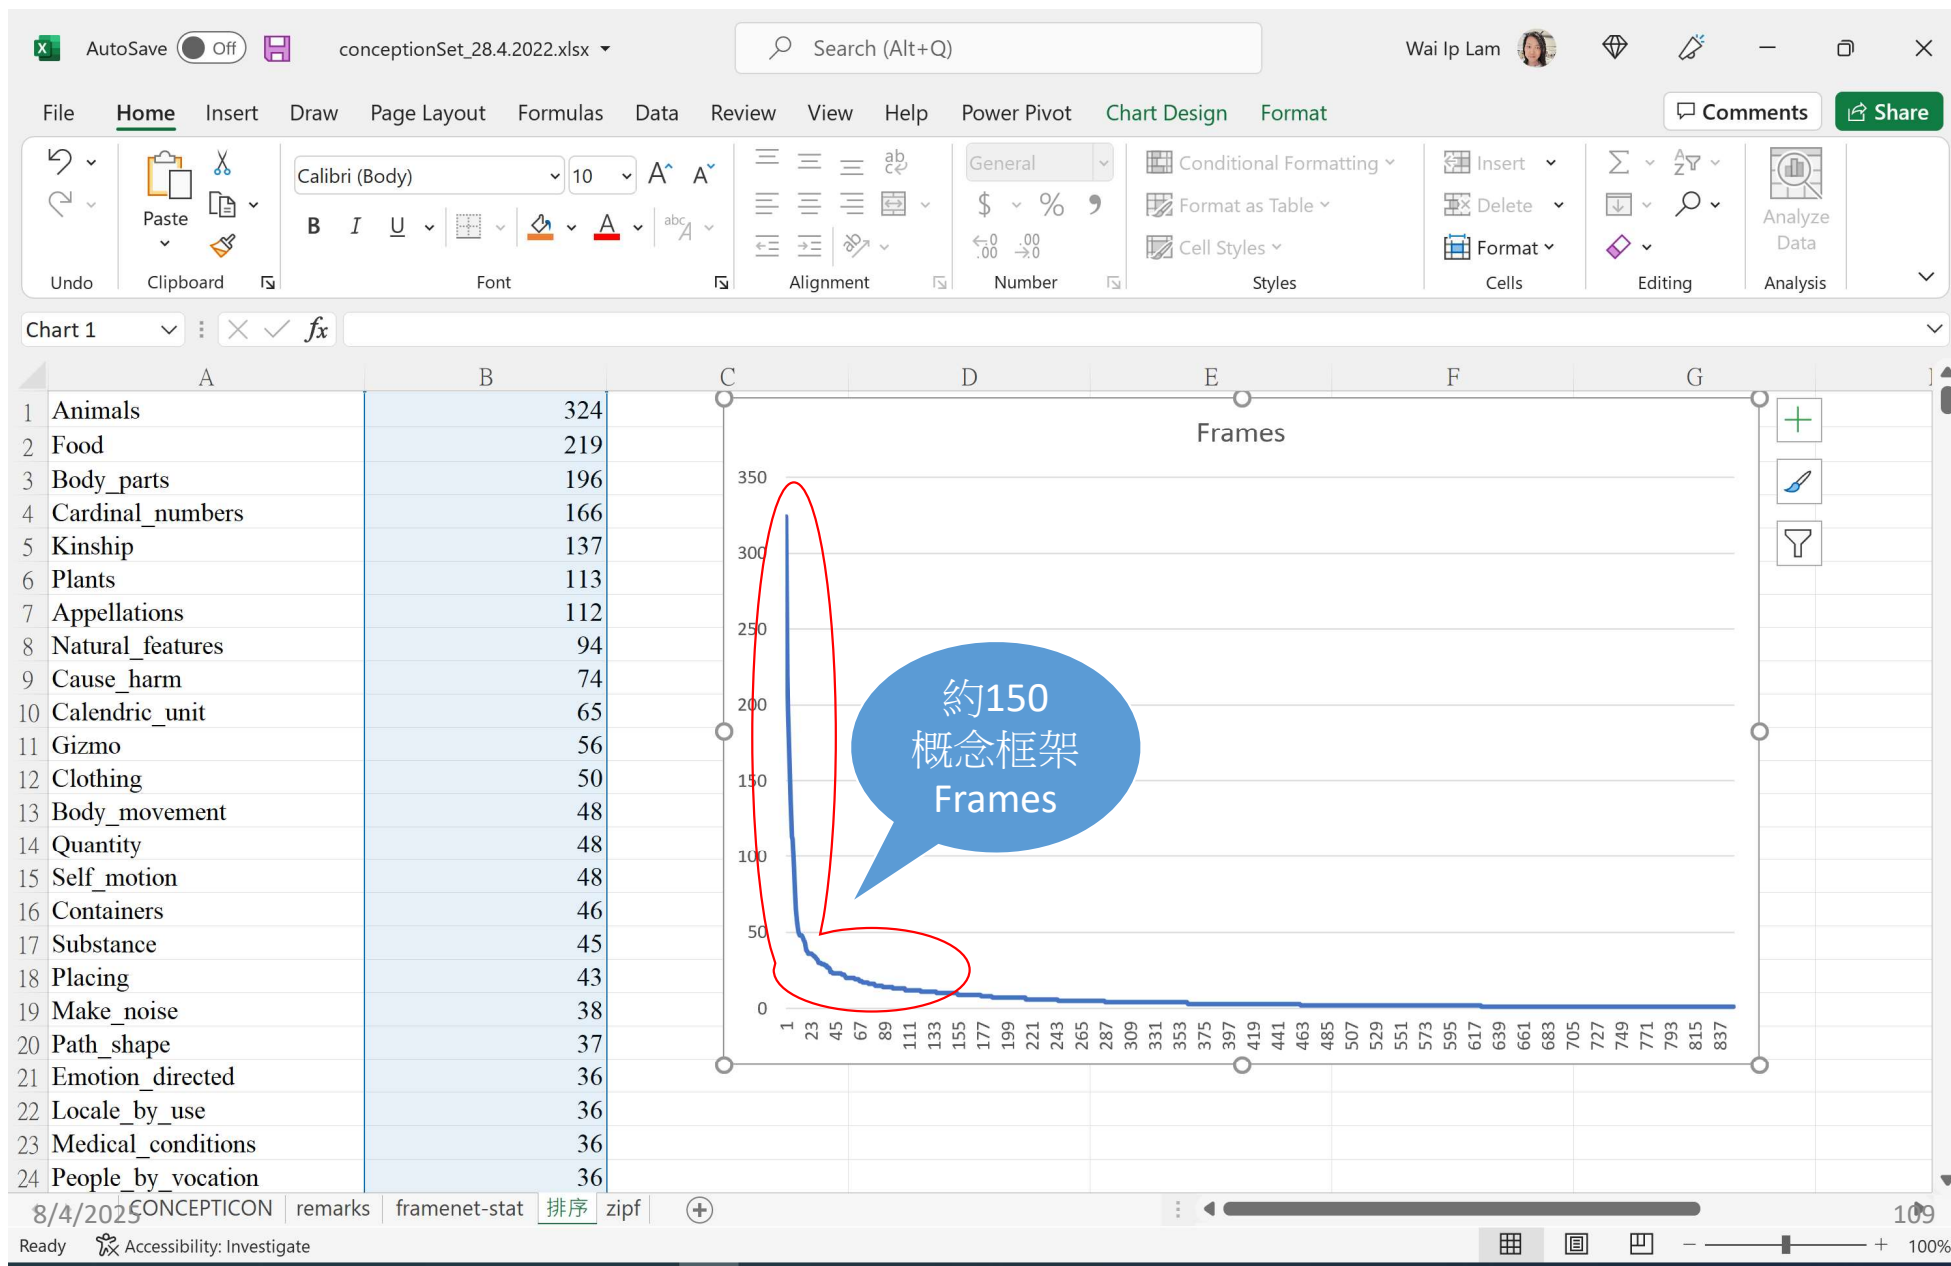 AutoSave Off conceptionSet_28.4.2022.xlsx Search (Alt+Q) Wai Ip Lam
File Home Insert Draw Page Layout Formulas Data Review View Help Power Pivot Chart Design Format Comments Share
Paste
Calibri (Body) 10
B I U
General
$ % 9
Conditional Formatting
Format as Table
Cell Styles
Insert
Delete
Format
Analyze
Data
Undo Clipboard Font Alignment Number Styles Cells Editing Analysis
Chart 1 fx
A B C D E F G
1 Animals 324
2 Food 219
3 Body_parts 196
4 Cardinal_numbers 166
5 Kinship 137
6 Plants 113
7 Appellations 112
8 Natural_features 94
9 Cause_harm 74
10 Calendric_unit 65
11 Gizmo 56
12 Clothing 50
13 Body_movement 48
14 Quantity 48
15 Self_motion 48
16 Containers 46
17 Substance 45
18 Placing 43
19 Make_noise 38
20 Path_shape 37
21 Emotion_directed 36
22 Locale_by_use 36
23 Medical_conditions 36
24 People_by_vocation 36
Frames
350
300
250
200
150
100
50
0
約150
概念框架
Frames
1 23 45 67 89 111 133 155 177 199 221 243 265 287 309 331 353 375 397 419 441 463 485 507 529 551 573 595 617 639 661 683 705 727 749 771 793 815 837
8/4/2025
CONCEPTICON remarks framenet-stat 排序 zipf
109
Ready Accessibility: Investigate 100%